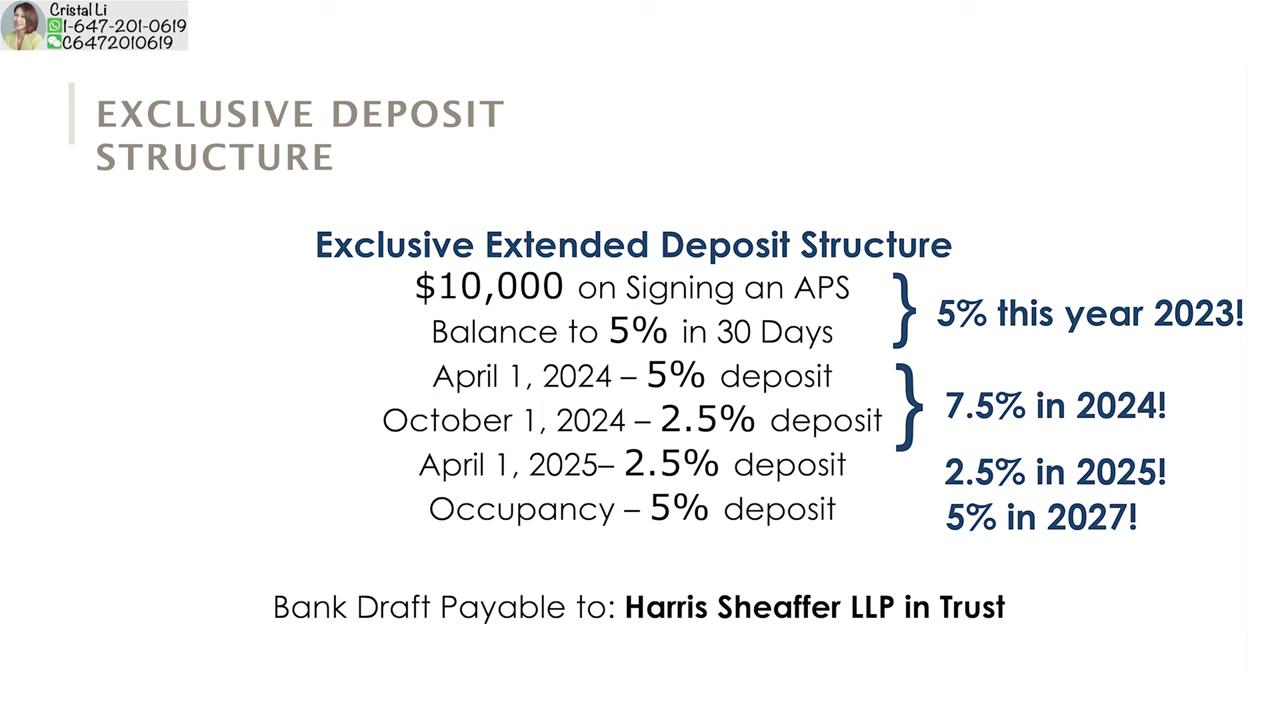 Cristal Li
1-647-201-0619
C6472010619
EXCLUSIVE DEPOSIT
STRUCTURE
Exclusive Extended Deposit Structure
$10,000 on Signing an APS
Balance to 5% in 30 Days
} 5% this year 2023!
April 1, 2024 – 5% deposit
October 1, 2024 – 2.5% deposit
} 7.5% in 2024!
April 1, 2025– 2.5% deposit
2.5% in 2025!
Occupancy – 5% deposit
5% in 2027!
Bank Draft Payable to: Harris Sheaffer LLP in Trust